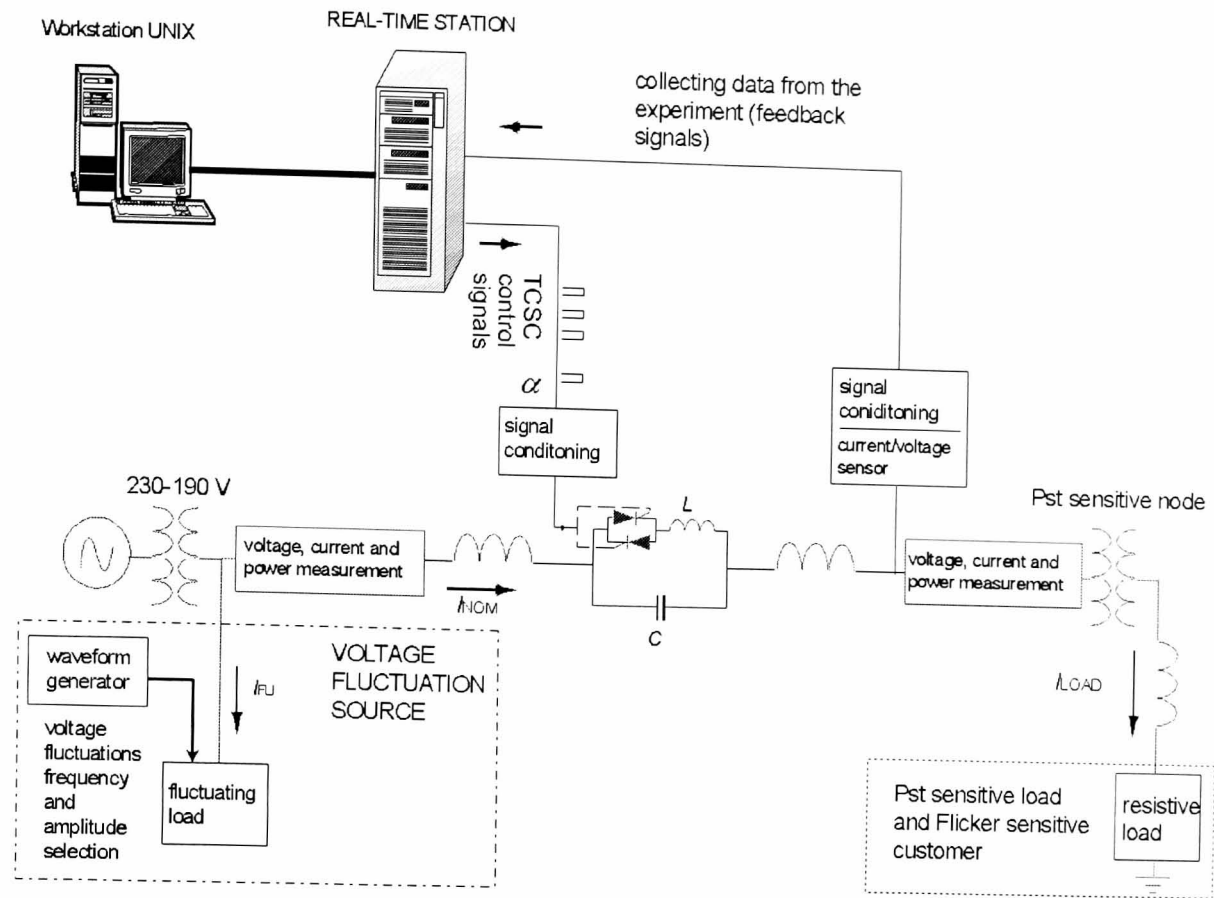 Workstation UNIX
REAL-TIME STATION
collecting data from the
experiment (feedback
signals)
TCSC
control
signals
α
signal
conditoning
signal
coniditoning
current/voltage
sensor
230-190 V
Pst sensitive node
L
voltage, current and
power measurement
voltage, current and
power measurement
INOM
C
waveform
generator
IFU
VOLTAGE
FLUCTUATION
SOURCE
ILOAD
voltage
fluctuations
frequency
and
amplitude
selection
fluctuating
load
Pst sensitive load
and Flicker sensitive
customer
resistive
load